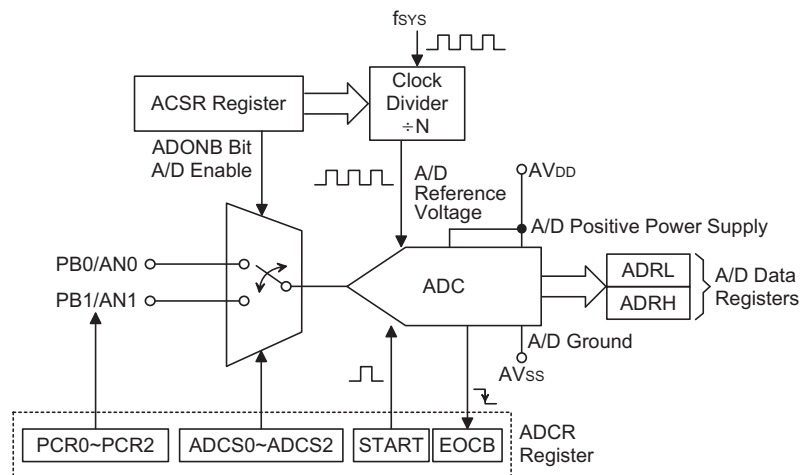 fSYS
Clock
Divider
÷N
ACSR Register
ADONB Bit
A/D Enable
A/D
Reference
Voltage
AVDD
A/D Positive Power Supply
PB0/AN0
PB1/AN1
ADC
ADRL
ADRH
A/D Data
Registers
A/D Ground
AVSS
PCR0~PCR2
ADCS0~ADCS2
START
EOCB
ADCR
Register